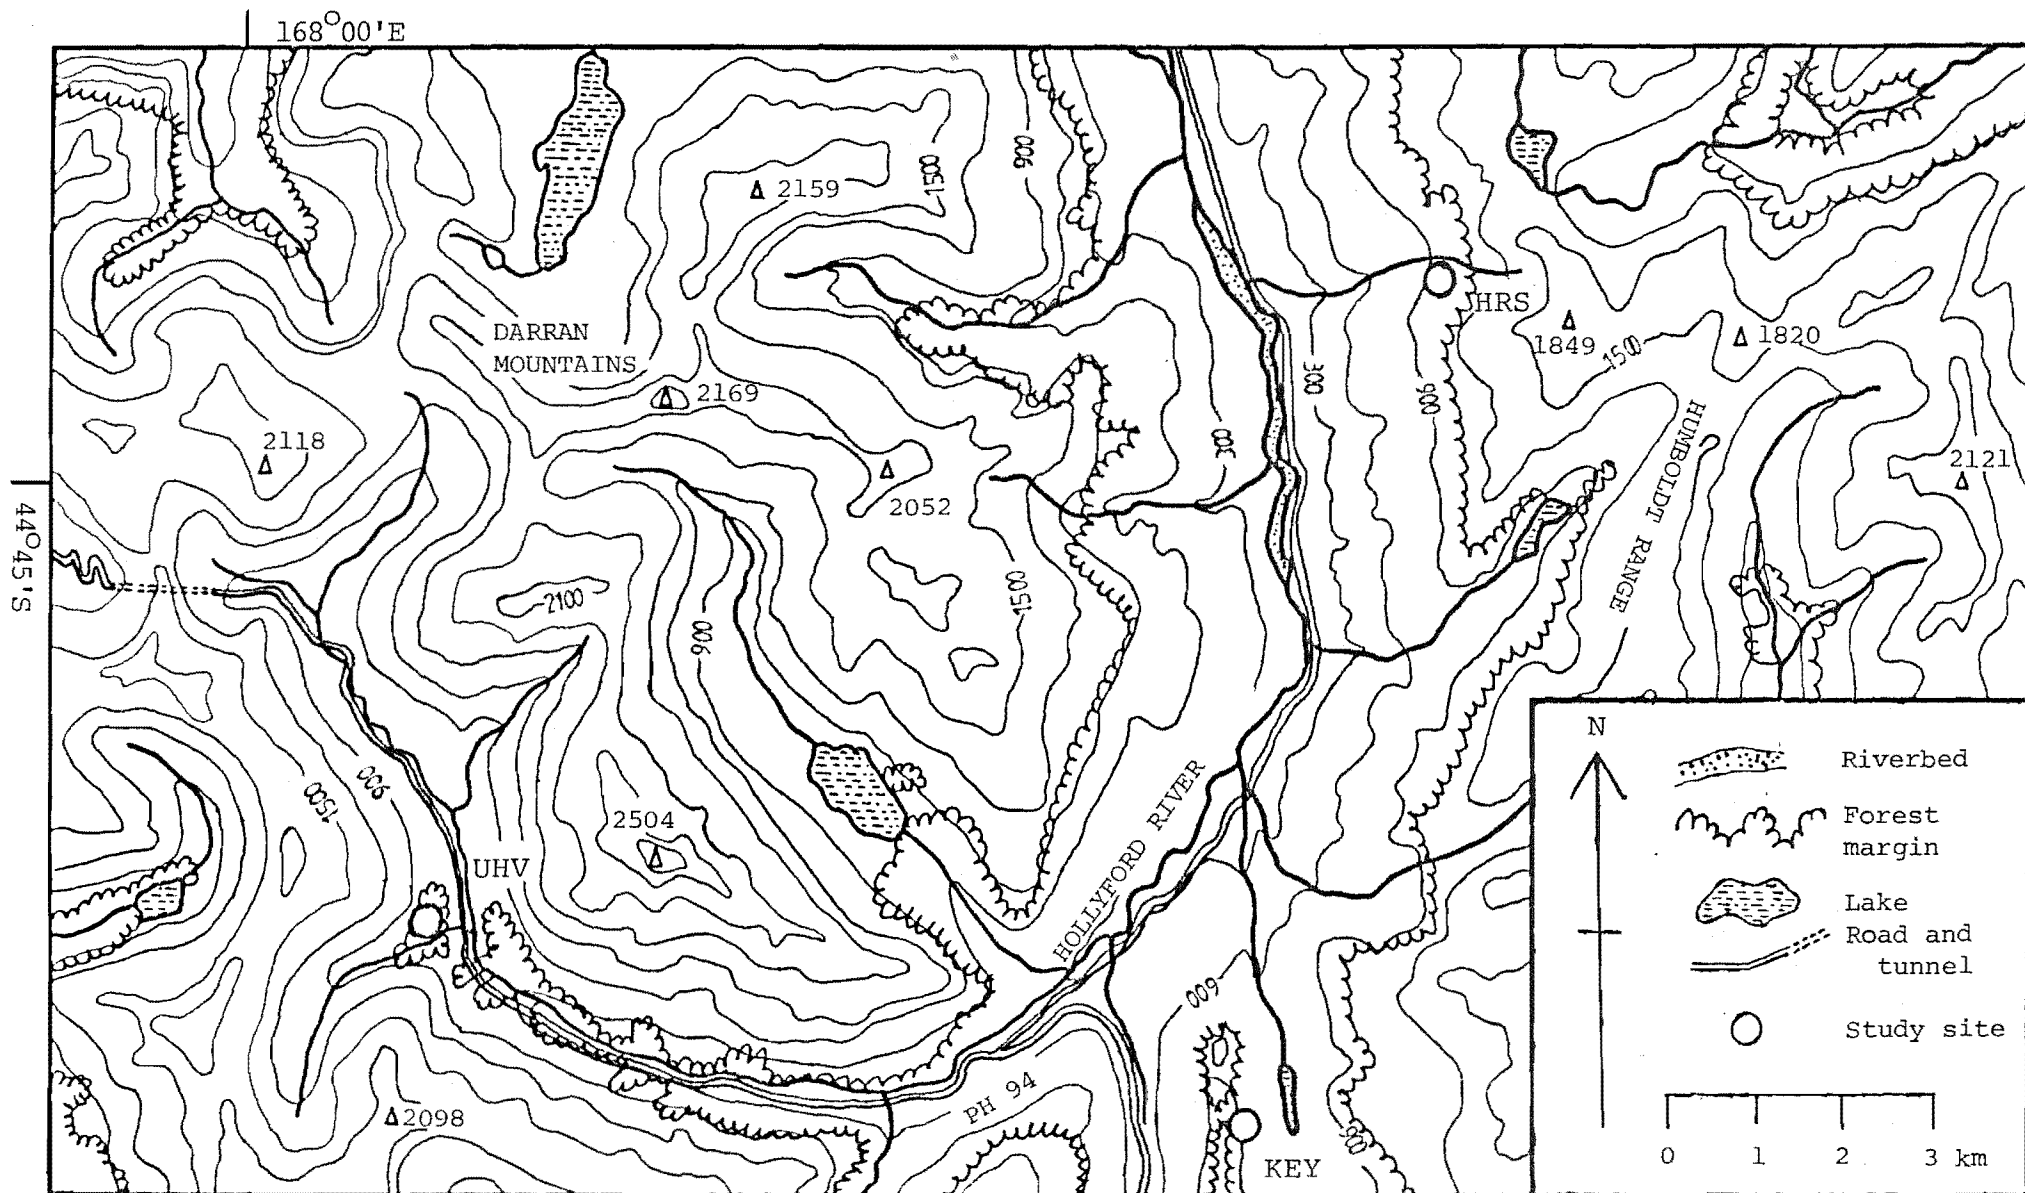 168°00'E
2159
1500
900
DARRAN
MOUNTAINS
HRS
1849
1500
1820
2169
300
900
2118
300
2052
HUMBOLDT RANGE
2121
44°45'S
2100
900
1500
N
Riverbed
Forest
margin
Lake
Road and
tunnel
Study site
0 1 2 3 km
900
1500
2504
UHV
HOLLYFORD RIVER
600
PH 94
2098
KEY
900